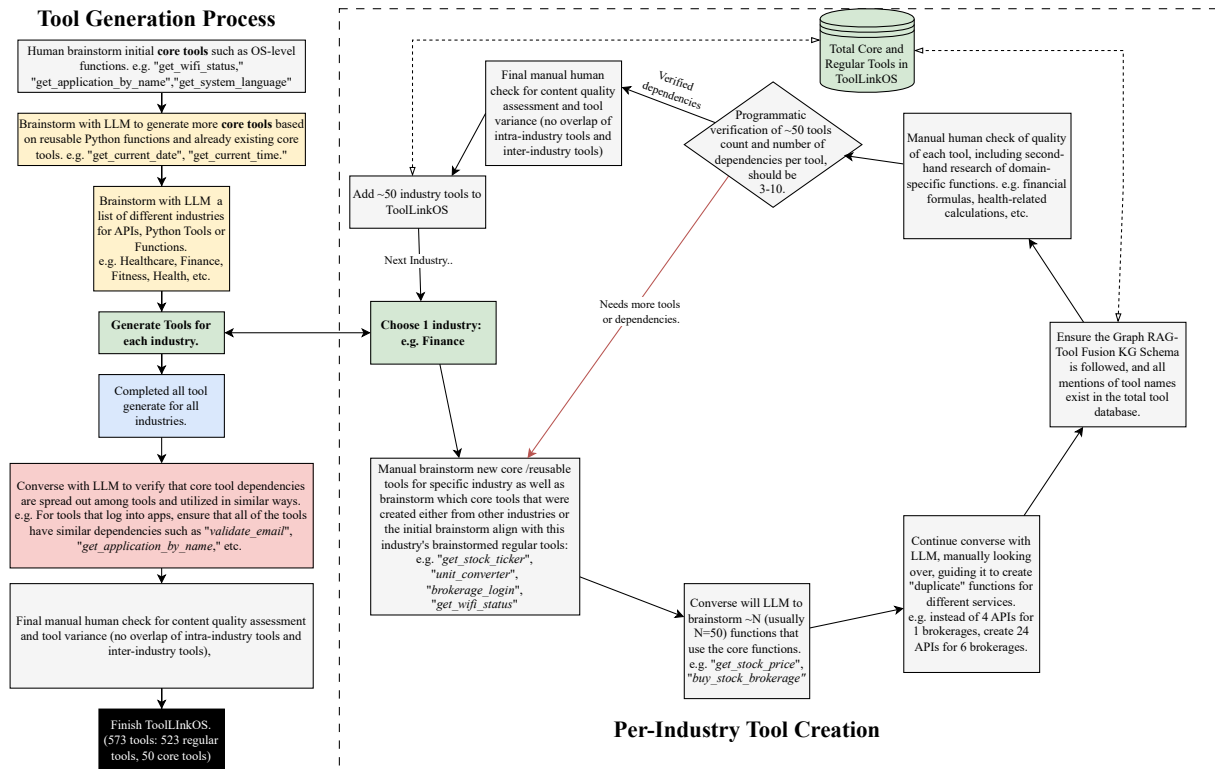 Tool Generation Process
Human brainstorm initial core tools such as OS-level
functions. e.g. "get_wifi_status,"
"get_application_by_name","get_system_language"
Brainstorm with LLM to generate more core tools based
on reusable Python functions and already existing core
tools. e.g. "get_current_date", "get_current_time."
Brainstorm with LLM  a
list of different industries
for APIs, Python Tools or
Functions.
e.g. Healthcare, Finance,
Fitness, Health, etc.
Generate Tools for
each industry.
Completed all tool
generate for all
industries.
Converse with LLM to verify that core tool dependencies
are spread out among tools and utilized in similar ways.
e.g. For tools that log into apps, ensure that all of the tools
have similar dependencies such as "validate_email",
"get_application_by_name," etc.
Final manual human check for content quality assessment
and tool variance (no overlap of intra-industry tools and
inter-industry tools),
Finish ToolLInkOS.
(573 tools: 523 regular
tools, 50 core tools)
Total Core and
Regular Tools in
ToolLinkOS
Final manual human
check for content quality
assessment and tool
variance (no overlap of
intra-industry tools and
inter-industry tools)
Verified
dependencies
Programmatic
verification of ~50 tools
count and number of
dependencies per tool,
should be
3-10.
Manual human check of quality
of each tool, including second-
hand research of domain-
specific functions. e.g. financial
formulas, health-related
calculations, etc.
Add ~50 industry tools to
ToolLinkOS
Next Industry..
Choose 1 industry:
e.g. Finance
Needs more tools
or dependencies.
Ensure the Graph RAG-
Tool Fusion KG Schema
is followed, and all
mentions of tool names
exist in the total tool
database.
Manual brainstorm new core /reusable
tools for specific industry as well as
brainstorm which core tools that were
created either from other industries or
the initial brainstorm align with this
industry's brainstormed regular tools:
e.g. "get_stock_ticker",
"unit_converter",
"brokerage_login",
"get_wifi_status"
Converse will LLM to
brainstorm ~N (usually
N=50) functions that
use the core functions.
e.g. "get_stock_price",
"buy_stock_brokerage"
Continue converse with
LLM, manually looking
over, guiding it to create
"duplicate" functions for
different services.
e.g. instead of 4 APIs for
1 brokerages, create 24
APIs for 6 brokerages.
Per-Industry Tool Creation